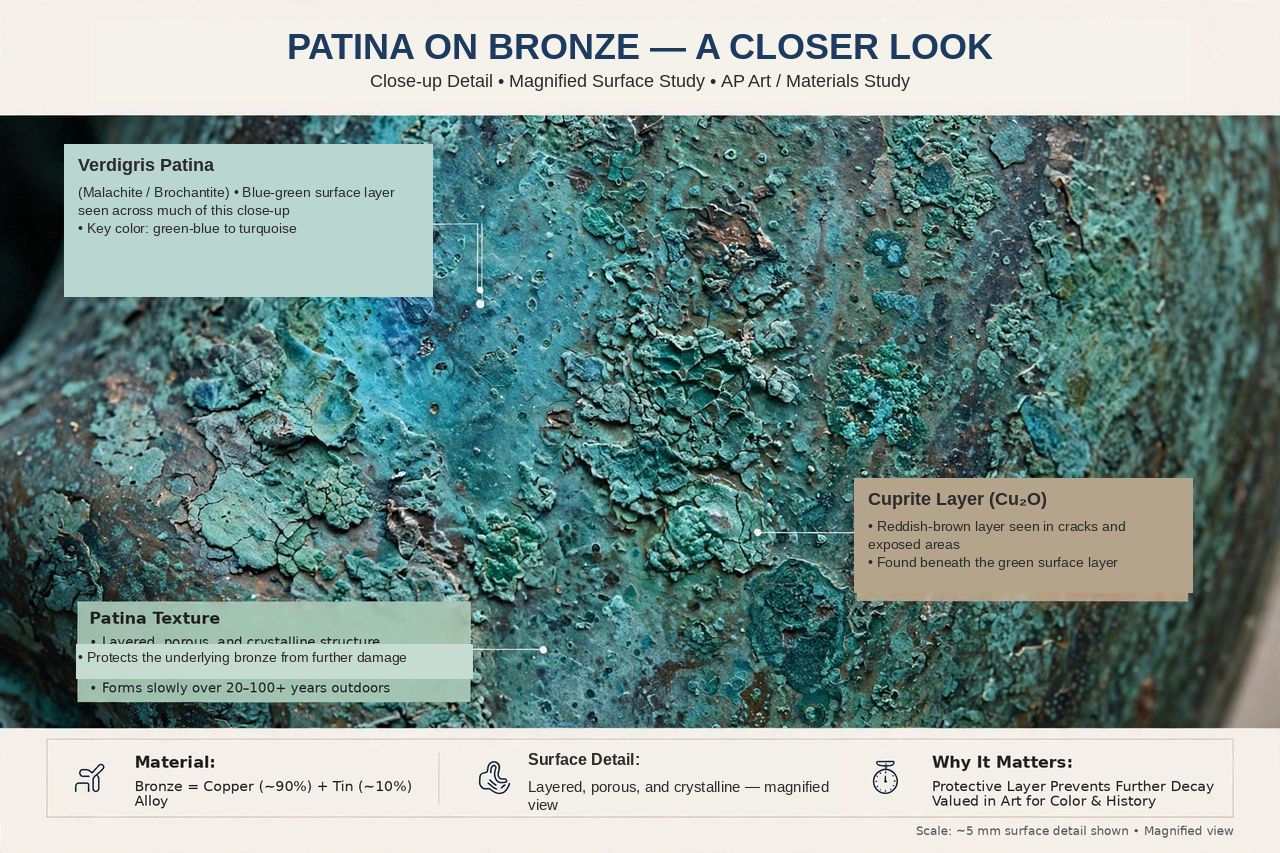 PATINA ON BRONZE — A CLOSER LOOK
Close-up Detail • Magnified Surface Study • AP Art / Materials Study
Verdigris Patina
(Malachite / Brochantite) • Blue-green surface layer
seen across much of this close-up
• Key color: green-blue to turquoise
Cuprite Layer (Cu₂O)
• Reddish-brown layer seen in cracks and
exposed areas
• Found beneath the green surface layer
Patina Texture
• Layered, porous, and crystalline structure
• Protects the underlying bronze from further damage
• Forms slowly over 20–100+ years outdoors
Material:
Bronze = Copper (~90%) + Tin (~10%)
Alloy
Surface Detail:
Layered, porous, and crystalline — magnified
view
Why It Matters:
Protective Layer Prevents Further Decay
Valued in Art for Color & History
Scale: ~5 mm surface detail shown • Magnified view